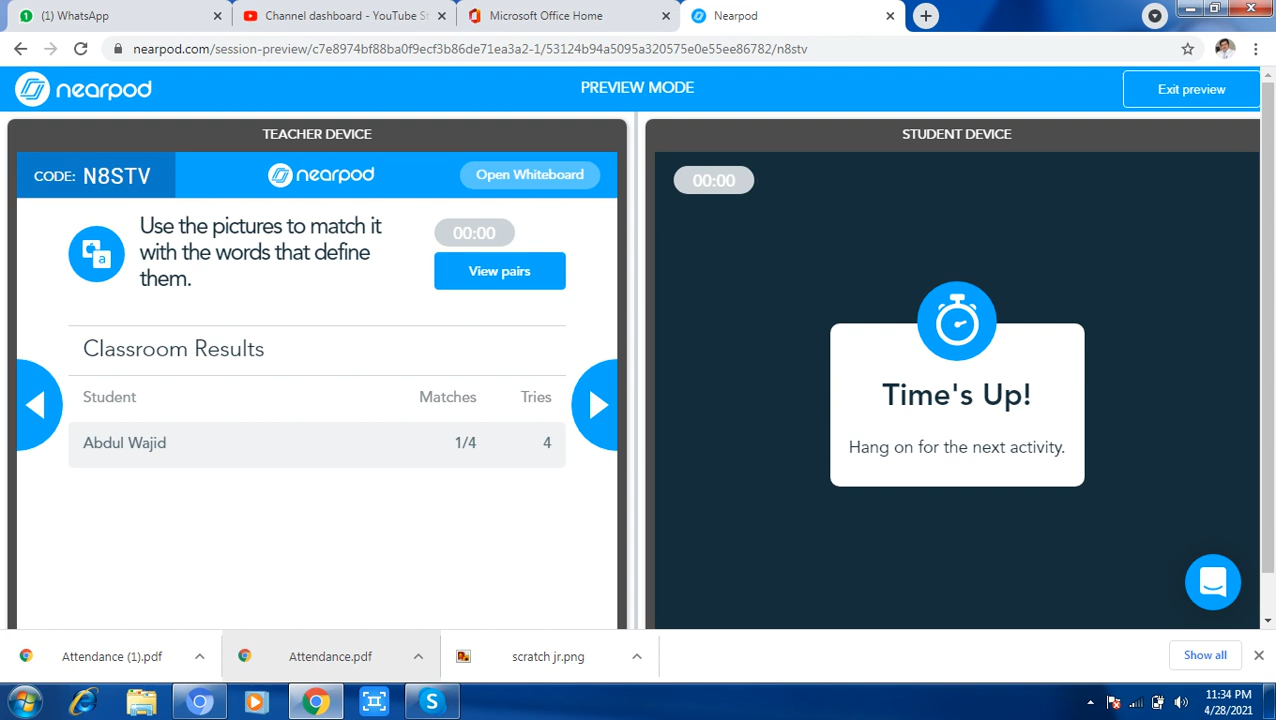 (1) WhatsApp
Channel dashboard - YouTube St
Microsoft Office Home
Nearpod
nearpod.com/session-preview/c7e8974bf88ba0f9ecf3b86de71ea3a2-1/53124b94a5095a320575e0e55ee86782/n8stv
nearpod
PREVIEW MODE
Exit preview
TEACHER DEVICE
CODE: N8STV
nearpod
Open Whiteboard
Use the pictures to match it
with the words that define
them.
00:00
View pairs
Classroom Results
Student Matches Tries
Abdul Wajid 1/4 4
STUDENT DEVICE
00:00
Time's Up!
Hang on for the next activity.
Attendance (1).pdf
Attendance.pdf
scratch jr.png
Show all
11:34 PM
4/28/2021